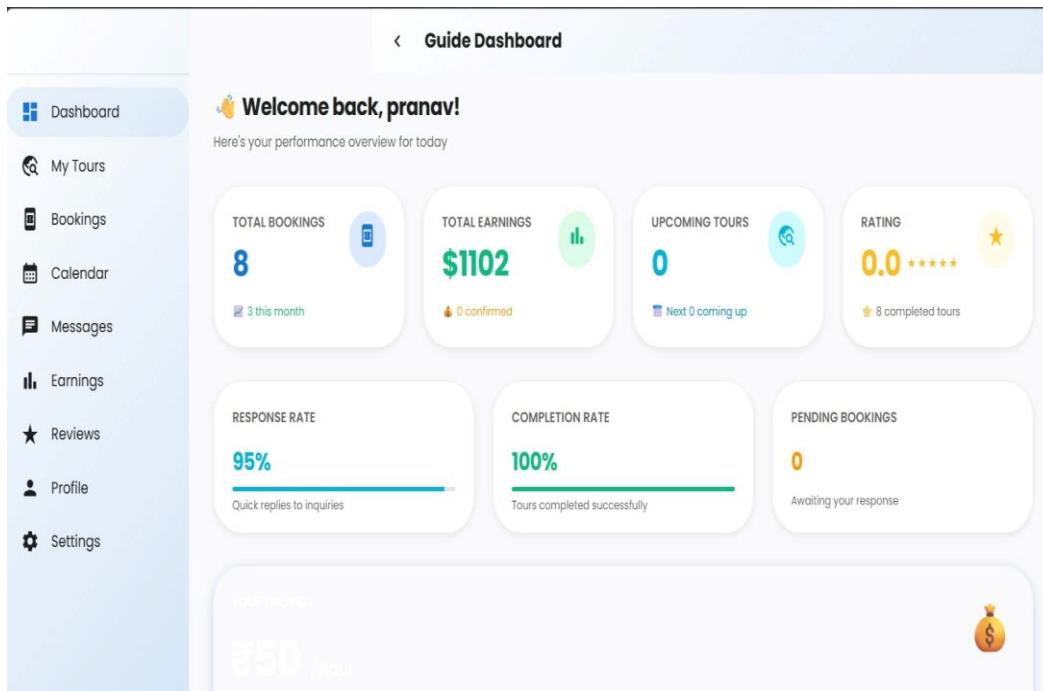 Guide Dashboard
Dashboard
My Tours
Bookings
Calendar
Messages
Earnings
Reviews
Profile
Settings
👋 Welcome back, pranav!
Here's your performance overview for today
TOTAL BOOKINGS
8
3 this month
TOTAL EARNINGS
$1102
0 confirmed
UPCOMING TOURS
0
Next 0 coming up
RATING
0.0 ★★★★★
8 completed tours
RESPONSE RATE
95%
Quick replies to inquiries
COMPLETION RATE
100%
Tours completed successfully
PENDING BOOKINGS
0
Awaiting your response
YOUR PRICING
₹50 /hour